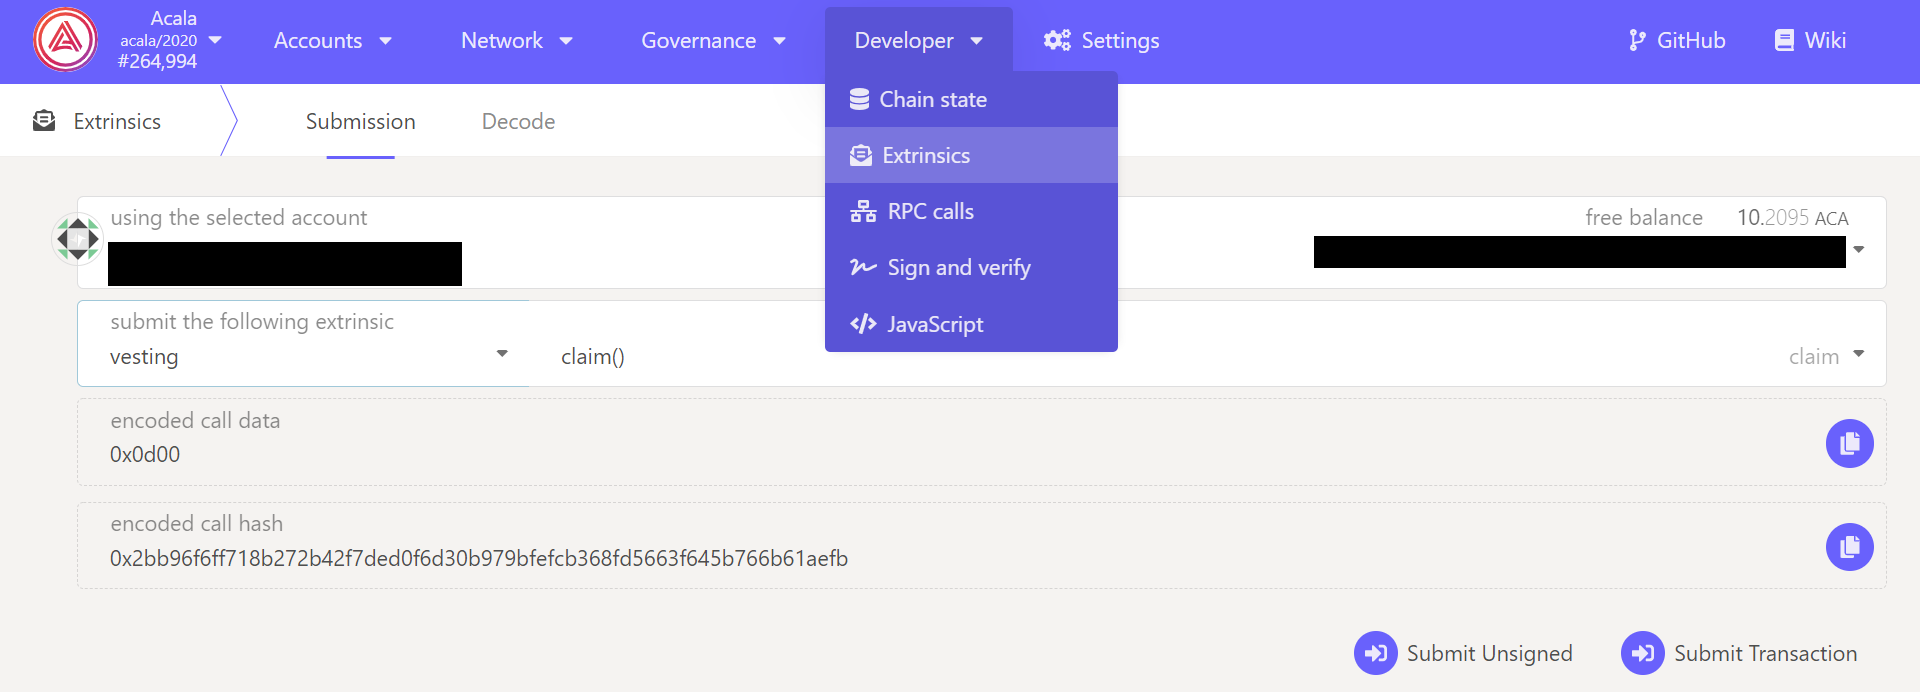 Acala
acala/2020
#264,994
Accounts
Network
Governance
Developer
Settings
GitHub
Wiki
Chain state
Extrinsics
RPC calls
Sign and verify
JavaScript
Extrinsics
Submission
Decode
using the selected account
free balance 10.2095 ACA
submit the following extrinsic
vesting
claim()
claim
encoded call data
0x0d00
encoded call hash
0x2bb96f6ff718b272b42f7ded0f6d30b979bfefcb368fd5663f645b766b61aefb
Submit Unsigned
Submit Transaction